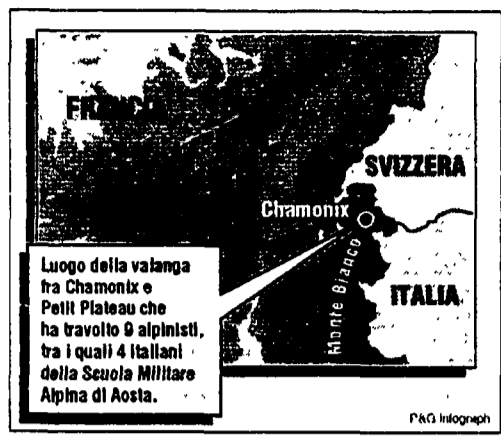 FRANCIA
SVIZZERA
Chamonix
Monte Bianco
ITALIA
Luogo della valanga
fra Chamonix e
Petit Plateau che
ha travolto 9 alpinisti,
tra i quali 4 italiani
della Scuola Militare
Alpina di Aosta.
P&G Infograph